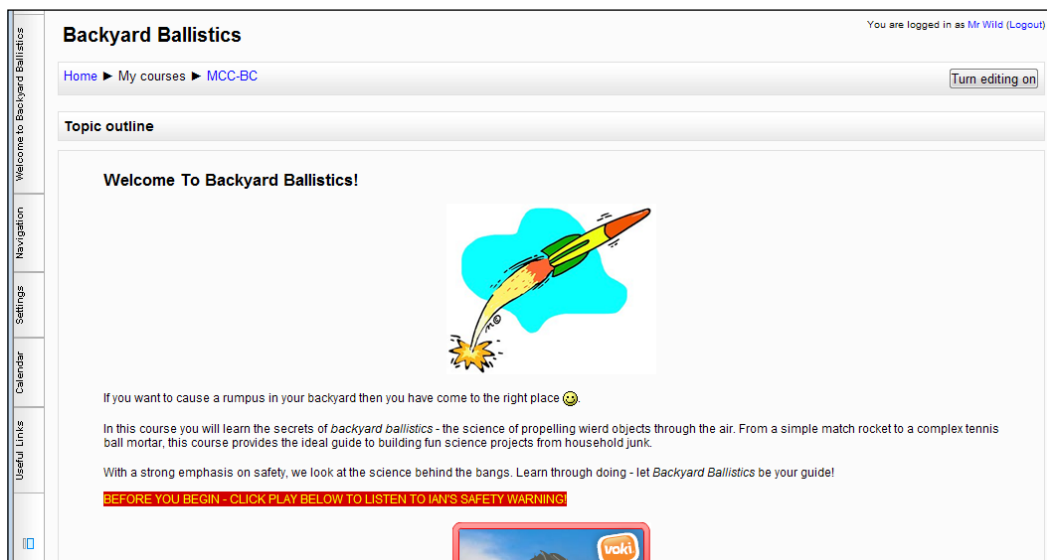 You are logged in as Mr Wild (Logout)
Backyard Ballistics
Home ► My courses ► MCC-BC
Turn editing on
Topic outline
Welcome To Backyard Ballistics!
If you want to cause a rumpus in your backyard then you have come to the right place
In this course you will learn the secrets of backyard ballistics - the science of propelling wierd objects through the air. From a simple match rocket to a complex tennis
ball mortar, this course provides the ideal guide to building fun science projects from household junk.
With a strong emphasis on safety, we look at the science behind the bangs. Learn through doing - let Backyard Ballistics be your guide!
BEFORE YOU BEGIN - CLICK PLAY BELOW TO LISTEN TO IAN'S SAFETY WARNING!
voki
Welcome to Backyard Ballistics
Navigation
Settings
Calendar
Useful Links